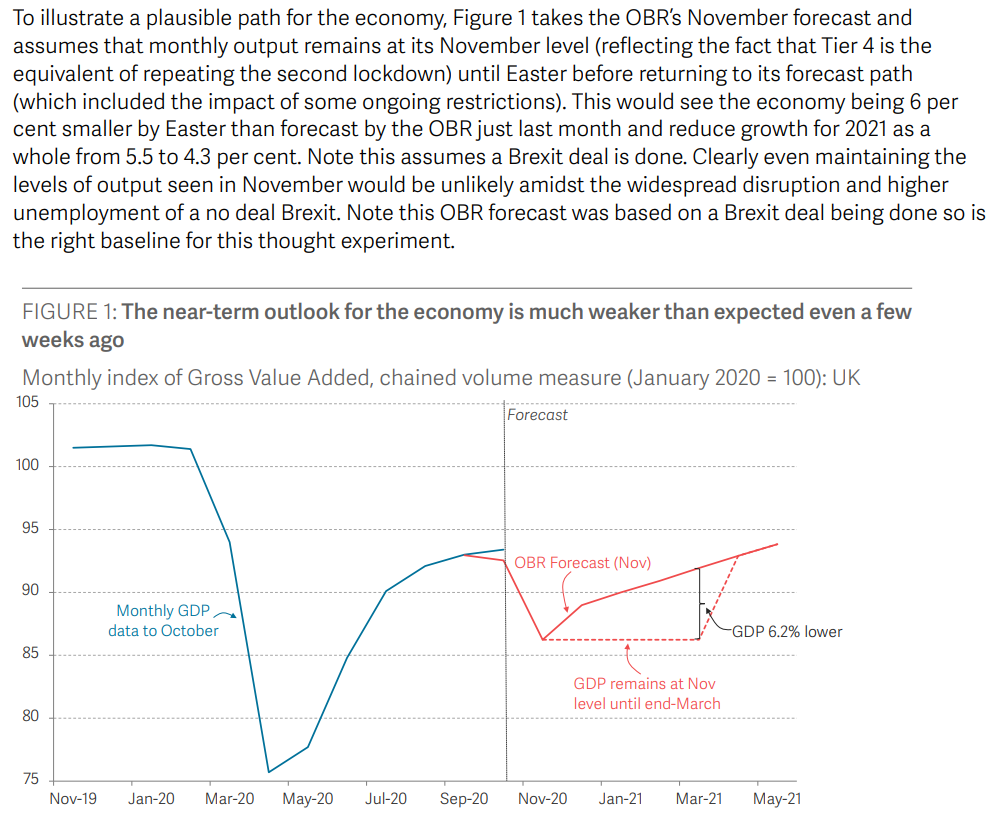 To illustrate a plausible path for the economy, Figure 1 takes the OBR’s November forecast and
assumes that monthly output remains at its November level (reflecting the fact that Tier 4 is the
equivalent of repeating the second lockdown) until Easter before returning to its forecast path
(which included the impact of some ongoing restrictions). This would see the economy being 6 per
cent smaller by Easter than forecast by the OBR just last month and reduce growth for 2021 as a
whole from 5.5 to 4.3 per cent. Note this assumes a Brexit deal is done. Clearly even maintaining the
levels of output seen in November would be unlikely amidst the widespread disruption and higher
unemployment of a no deal Brexit. Note this OBR forecast was based on a Brexit deal being done so is
the right baseline for this thought experiment.
FIGURE 1: The near-term outlook for the economy is much weaker than expected even a few
weeks ago
Monthly index of Gross Value Added, chained volume measure (January 2020 = 100): UK
105
Forecast
100
95
OBR Forecast (Nov)
90
Monthly GDP
data to October
GDP 6.2% lower
85
GDP remains at Nov
level until end-March
80
75
Nov-19 Jan-20 Mar-20 May-20 Jul-20 Sep-20 Nov-20 Jan-21 Mar-21 May-21